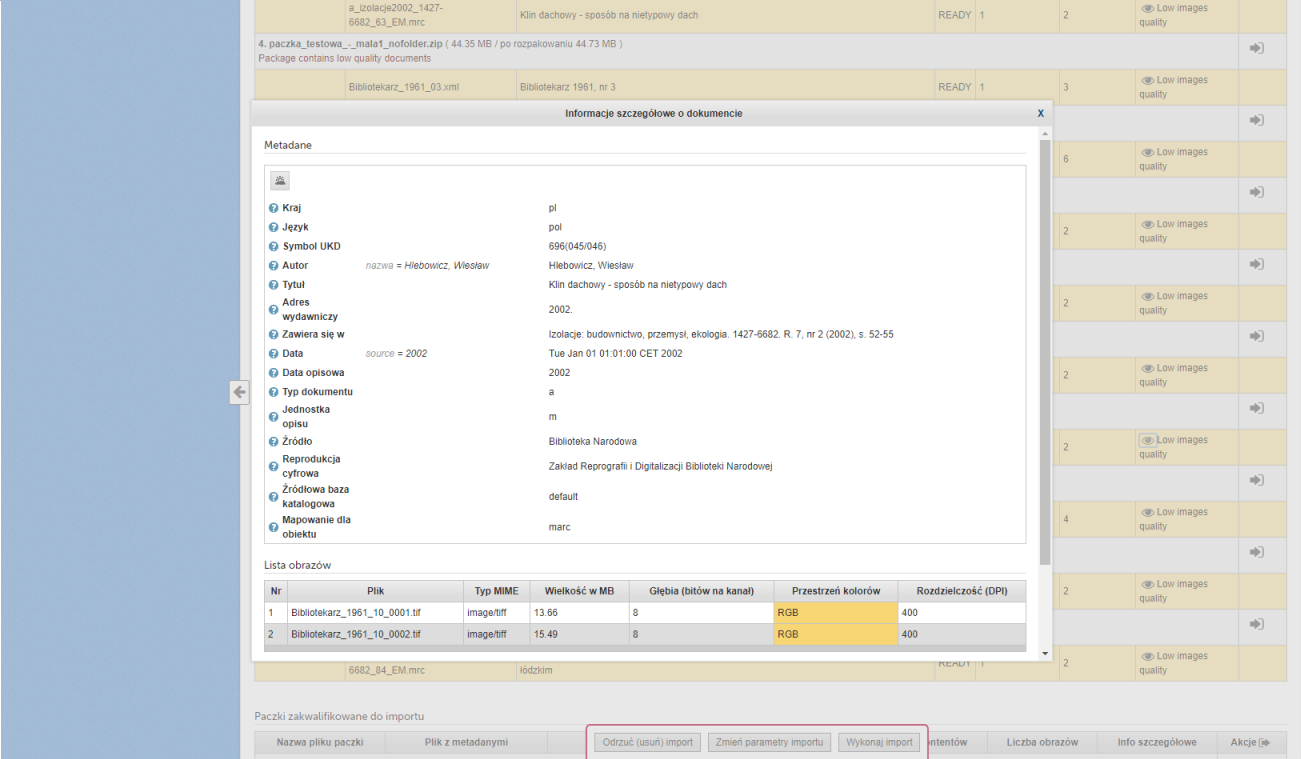 a_izolacje2002_1427-
6682_63_EM.mrc Klin dachowy - sposób na nietypowy dach READY 1 2 Low images
quality
4. paczka_testowa_-_mala1_nofolder.zip ( 44.35 MB / po rozpakowaniu 44.73 MB )
Package contains low quality documents
Bibliotekarz_1961_03.xml Bibliotekarz 1961, nr 3 READY 1 3 Low images
quality
Informacje szczegółowe o dokumencie X
Metadane
6 Low images
quality
Kraj pl
Język pol
2 Low images
quality
Symbol UKD 696(045/046)
Autor nazwa = Hlebowicz, Wiesław Hlebowicz, Wiesław
Tytuł Klin dachowy - sposób na nietypowy dach
2 Low images
quality
Adres
wydawniczy 2002.
Zawiera się w Izolacje: budownictwo, przemysł, ekologia. 1427-6682. R. 7, nr 2 (2002), s. 52-55
Data source = 2002 Tue Jan 01 01:01:00 CET 2002
Data opisowa 2002
2 Low images
quality
Typ dokumentu a
Jednostka
opisu m
Źródło Biblioteka Narodowa
2 Low images
quality
Reprodukcja
cyfrowa Zakład Reprografii i Digitalizacji Biblioteki Narodowej
Źródłowa baza
katalogowa default
Mapowanie dla
obiektu marc
4 Low images
quality
Lista obrazów
Nr Plik Typ MIME Wielkość w MB Głębia (bitów na kanał) Przestrzeń kolorów Rozdzielczość (DPI)
2 Low images
quality
1 Bibliotekarz_1961_10_0001.tif image/tiff 13.66 8 RGB 400
2 Bibliotekarz_1961_10_0002.tif image/tiff 15.49 8 RGB 400
READY 1 2 Low images
quality
6682_84_EM.mrc łódzkim
Paczki zakwalifikowane do importu
Nazwa pliku paczki Plik z metadanymi Odrzuć (usuń) import Zmień parametry importu Wykonaj import ntentów Liczba obrazów Info szczegółowe Akcje